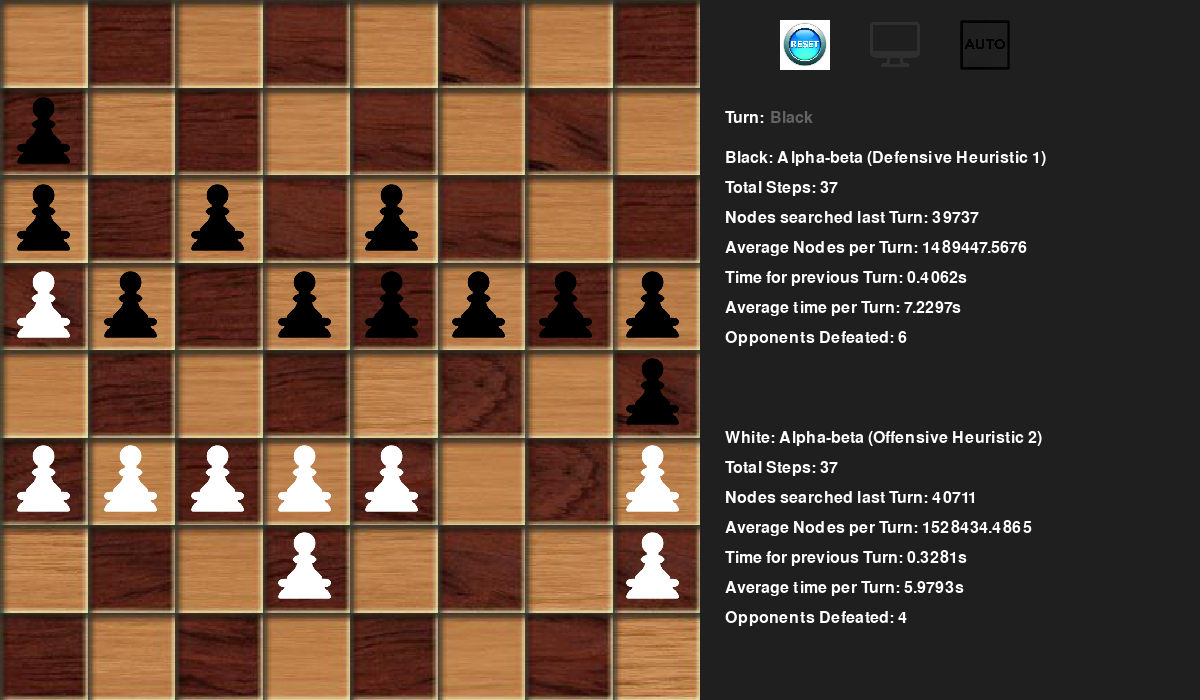 RESET
AUTO
Turn: Black
Black: Alpha-beta (Defensive Heuristic 1)
Total Steps: 37
Nodes searched last Turn: 39737
Average Nodes per Turn: 1489447.5676
Time for previous Turn: 0.4062s
Average time per Turn: 7.2297s
Opponents Defeated: 6
White: Alpha-beta (Offensive Heuristic 2)
Total Steps: 37
Nodes searched last Turn: 40711
Average Nodes per Turn: 1528434.4865
Time for previous Turn: 0.3281s
Average time per Turn: 5.9793s
Opponents Defeated: 4